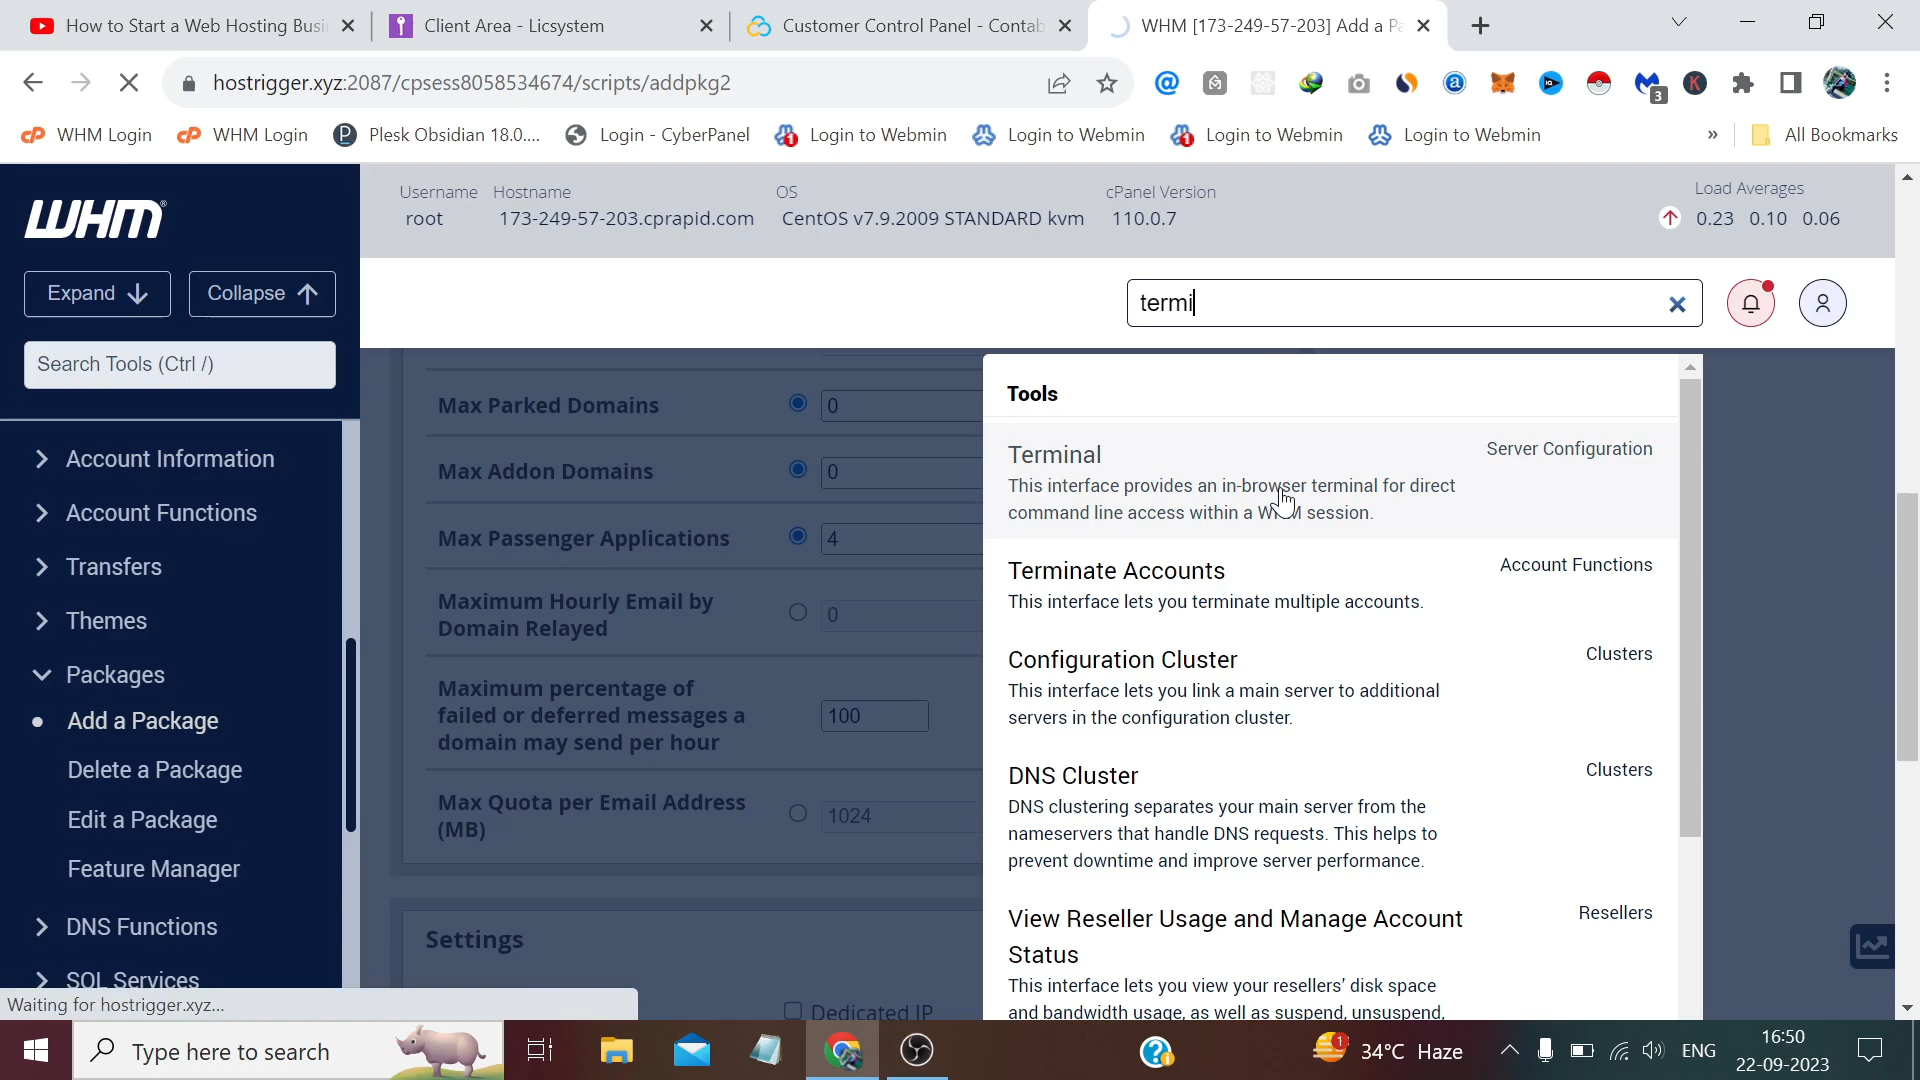 How to Start a Web Hosting Busi
Client Area - Licsystem
Customer Control Panel - Contab
WHM [173-249-57-203] Add a Pa
hostrigger.xyz:2087/cpsess8058534674/scripts/addpkg2
3
WHM Login
WHM Login
Plesk Obsidian 18.0....
Login - CyberPanel
Login to Webmin
Login to Webmin
Login to Webmin
Login to Webmin
»
All Bookmarks
WHM
Expand
Collapse
Search Tools (Ctrl /)
Username
root
Hostname
173-249-57-203.cprapid.com
OS
CentOS v7.9.2009 STANDARD kvm
cPanel Version
110.0.7
Load Averages
0.23 0.10 0.06
termi
Account Information
Account Functions
Transfers
Themes
Packages
Add a Package
Delete a Package
Edit a Package
Feature Manager
DNS Functions
SQL Services
Max Parked Domains
0
Max Addon Domains
0
Max Passenger Applications
4
Maximum Hourly Email by
Domain Relayed
0
Maximum percentage of
failed or deferred messages a
domain may send per hour
100
Max Quota per Email Address
(MB)
1024
Settings
Dedicated IP
Tools
Terminal
Server Configuration
This interface provides an in-browser terminal for direct
command line access within a WHM session.
Terminate Accounts
Account Functions
This interface lets you terminate multiple accounts.
Configuration Cluster
Clusters
This interface lets you link a main server to additional
servers in the configuration cluster.
DNS Cluster
Clusters
DNS clustering separates your main server from the
nameservers that handle DNS requests. This helps to
prevent downtime and improve server performance.
View Reseller Usage and Manage Account
Status
Resellers
This interface lets you view your resellers' disk space
and bandwidth usage, as well as suspend, unsuspend,
Waiting for hostrigger.xyz...
Type here to search
1
34°C Haze
ENG
16:50
22-09-2023